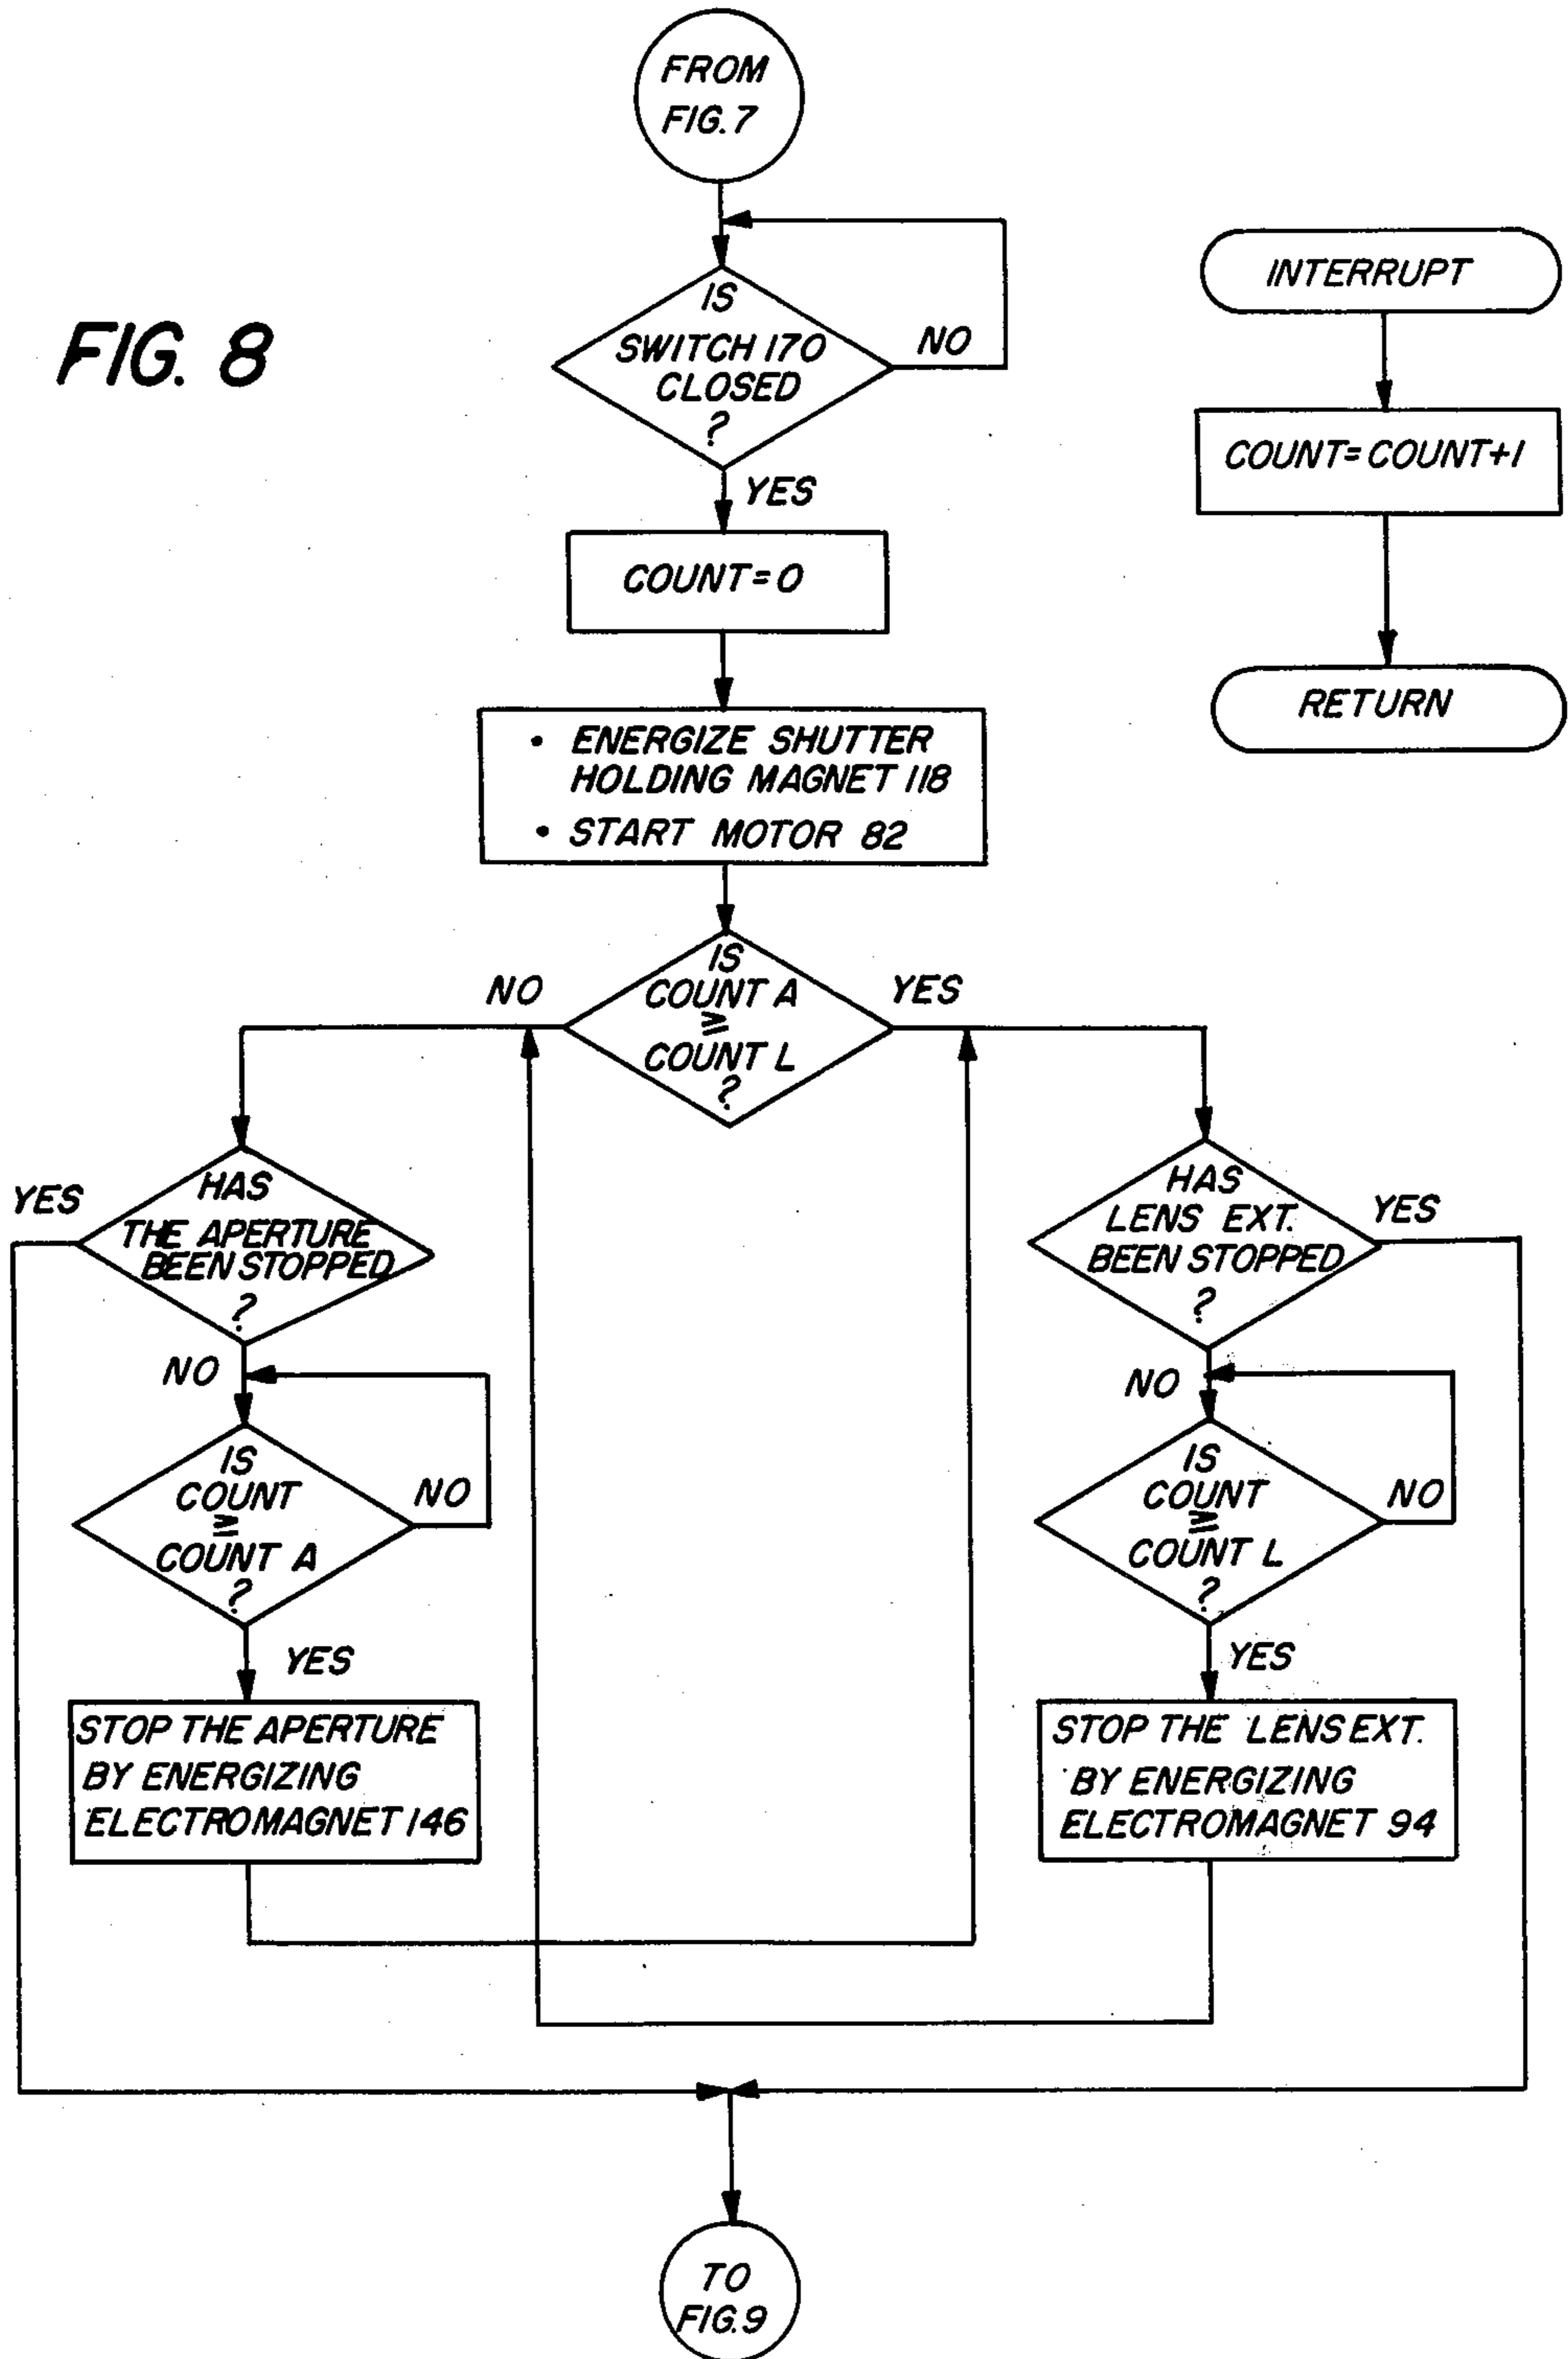 FROM
FIG. 7
FIG. 8
IS
SWITCH 170
CLOSED
?
NO
YES
INTERRUPT
COUNT=COUNT+1
RETURN
COUNT=0
• ENERGIZE SHUTTER
HOLDING MAGNET 118
• START MOTOR 82
IS
COUNT A
≥
COUNT L
?
NO
YES
HAS
THE APERTURE
BEEN STOPPED
?
YES
NO
IS
COUNT
≥
COUNT A
?
NO
YES
STOP THE APERTURE
BY ENERGIZING
ELECTROMAGNET 146
HAS
LENS EXT.
BEEN STOPPED
?
YES
NO
IS
COUNT
≥
COUNT L
?
NO
YES
STOP THE LENS EXT.
BY ENERGIZING
ELECTROMAGNET 94
TO
FIG. 9